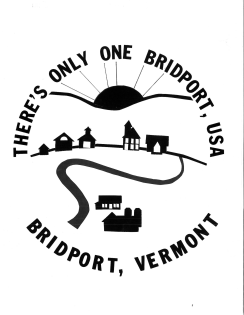 THERE'S ONLY ONE BRIDPORT, USA
BRIDPORT, VERMONT